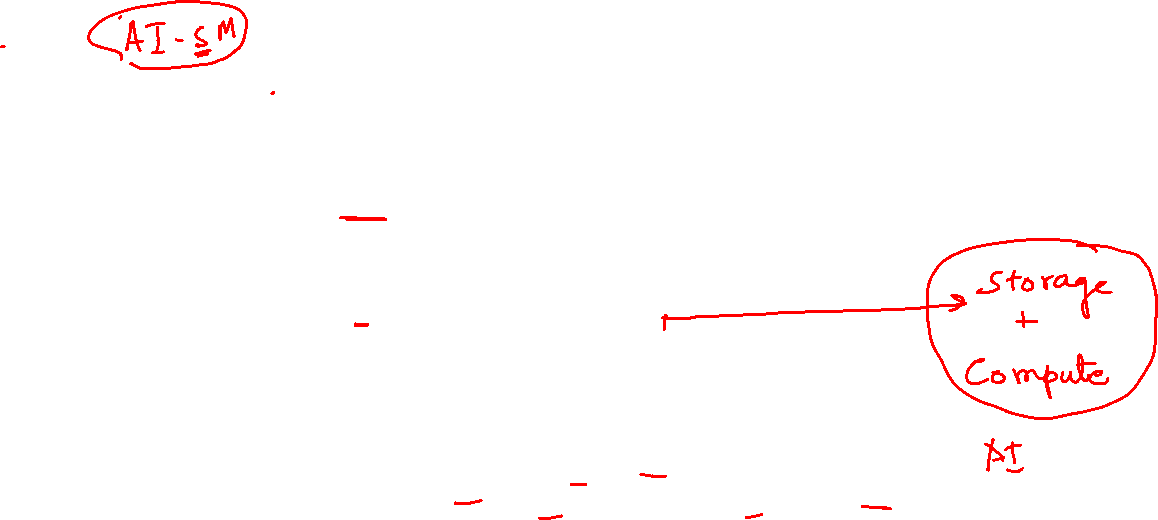 AI-SM
Storage
+
Compute
AI